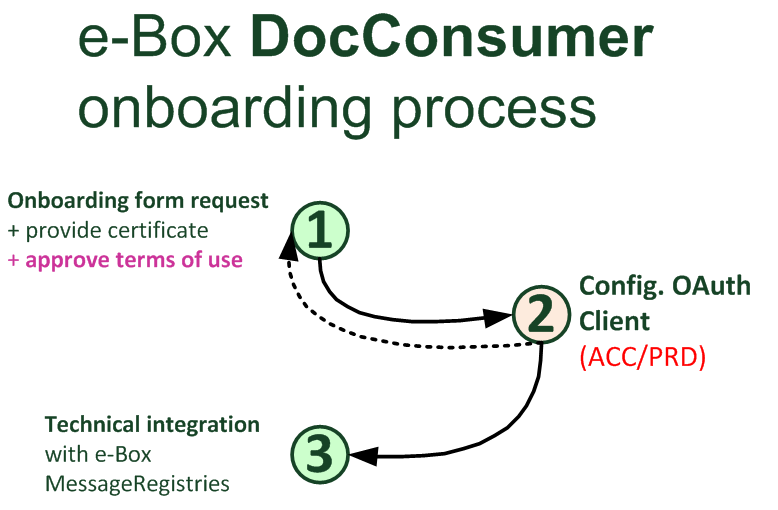 e-Box DocConsumer
onboarding process
Onboarding form request
+ provide certificate
+ approve terms of use
1
2
Config. OAuth
Client
(ACC/PRD)
Technical integration
with e-Box
MessageRegistries
3